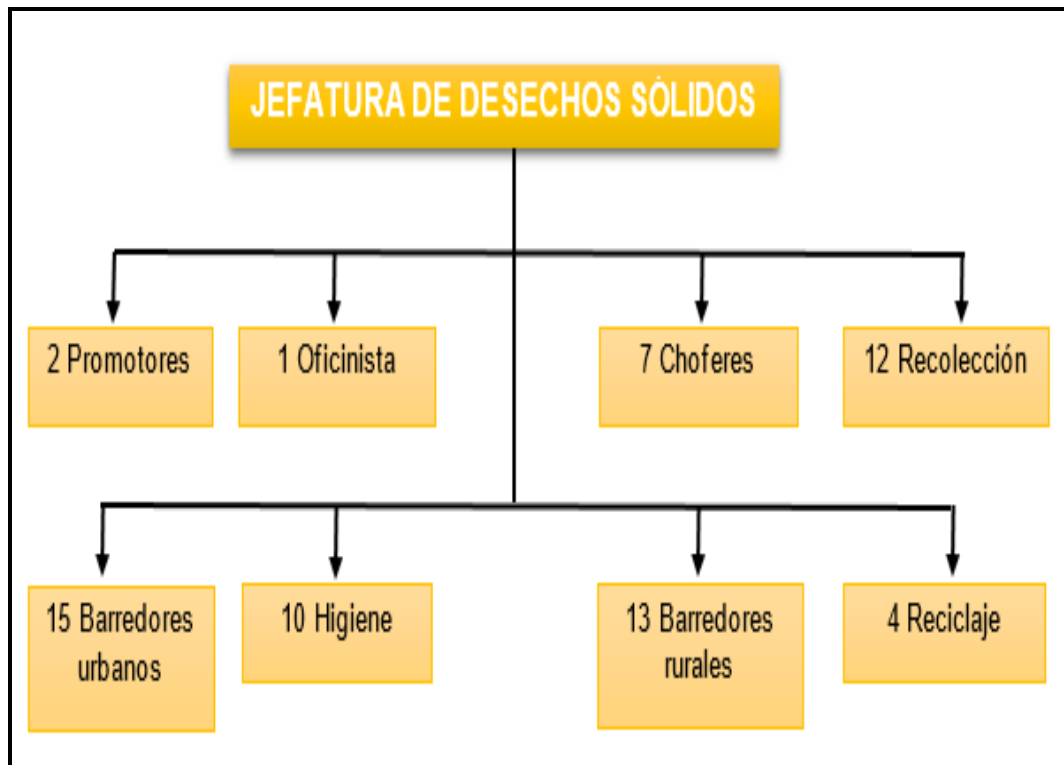 JEFATURA DE DESECHOS SÓLIDOS
2 Promotores
1 Oficinista
7 Choferes
12 Recolección
15 Barredores
urbanos
10 Higiene
13 Barredores
rurales
4 Reciclaje